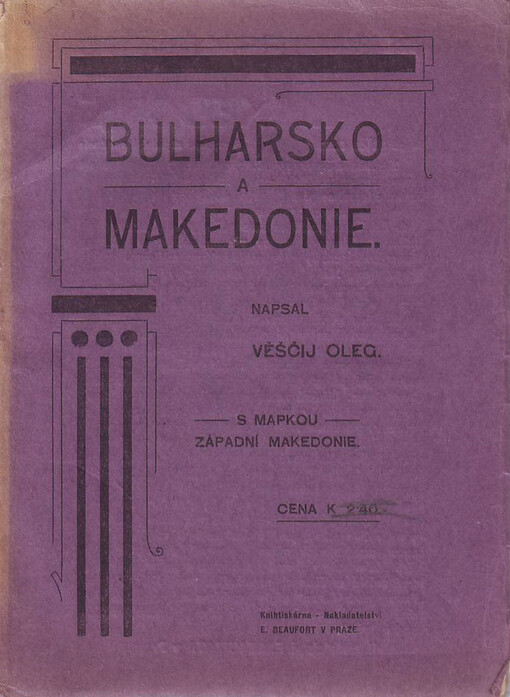 BULHARSKO
A
MAKEDONIE.
NAPSAL
VĚŠČIJ OLEG.
S MAPKOU
ZÁPADNÍ MAKEDONIE.
CENA K 2·40.
Knihtiskárna - Nakladatelství
E. BEAUFORT V PRAZE